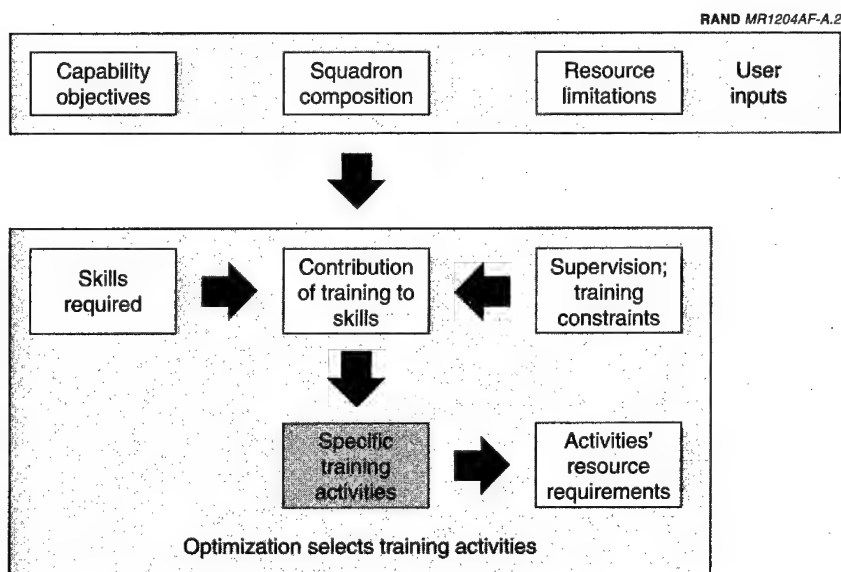 RAND MR1204AF-A.2
Capability
objectives
Squadron
composition
Resource
limitations
User
inputs
Skills
required
Contribution
of training to
skills
Supervision;
training
constraints
Specific
training
activities
Activities'
resource
requirements
Optimization selects training activities